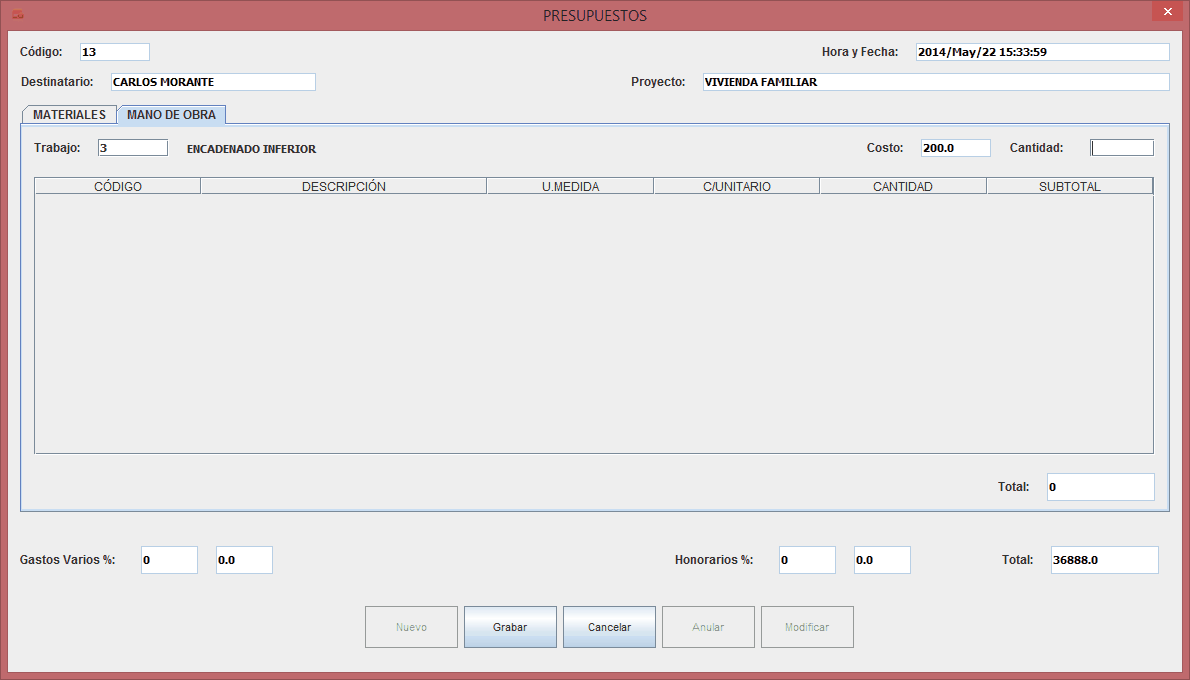 PRESUPUESTOS
Código: 13 Hora y Fecha: 2014/May/22 15:33:59
Destinatario: CARLOS MORANTE Proyecto: VIVIENDA FAMILIAR
MATERIALES MANO DE OBRA
Trabajo: 3 ENCADENADO INFERIOR Costo: 200.0 Cantidad:
CÓDIGO DESCRIPCIÓN U.MEDIDA C/UNITARIO CANTIDAD SUBTOTAL
Total: 0
Gastos Varios %: 0 0.0 Honorarios %: 0 0.0 Total: 36888.0
Nuevo Grabar Cancelar Anular Modificar